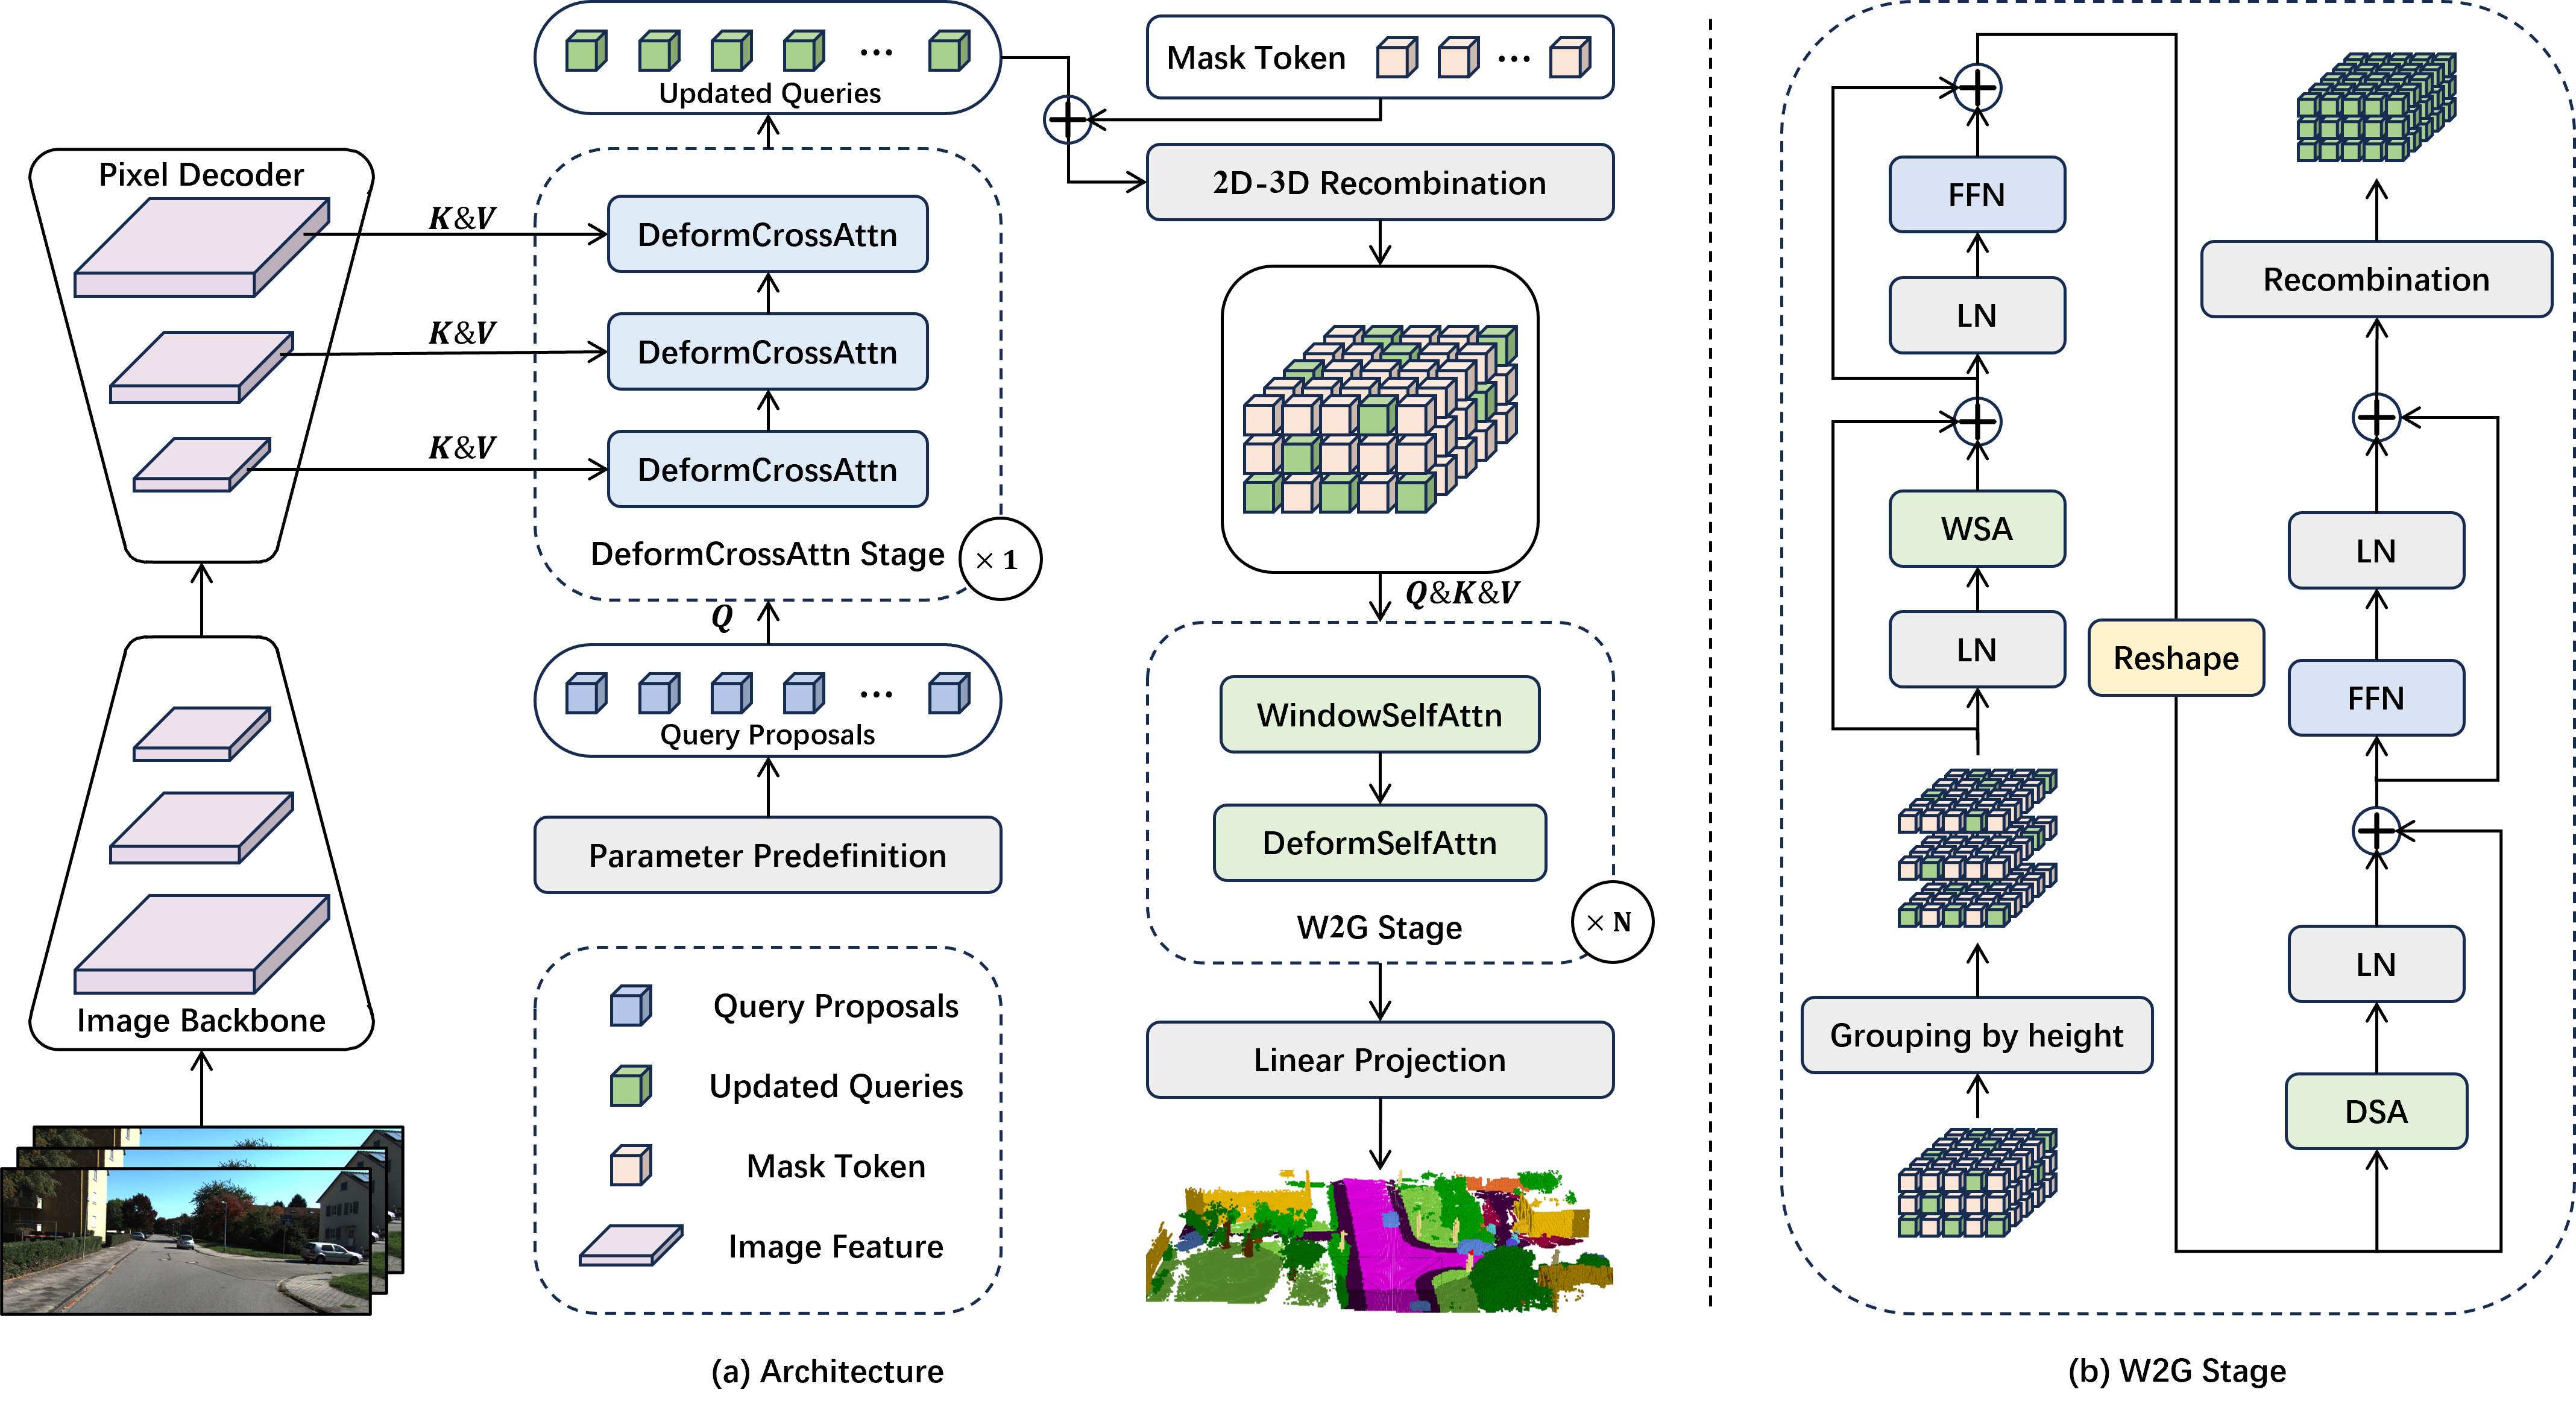 Pixel Decoder
Image Backbone
K&V
K&V
K&V
Updated Queries
DeformCrossAttn
DeformCrossAttn
DeformCrossAttn
DeformCrossAttn Stage
× 1
Q
Query Proposals
Parameter Predefinition
Query Proposals
Updated Queries
Mask Token
Image Feature
Mask Token
2D-3D Recombination
Q&K&V
WindowSelfAttn
DeformSelfAttn
W2G Stage
× N
Linear Projection
(a) Architecture
FFN
LN
WSA
LN
Grouping by height
Reshape
Recombination
LN
FFN
LN
DSA
(b) W2G Stage